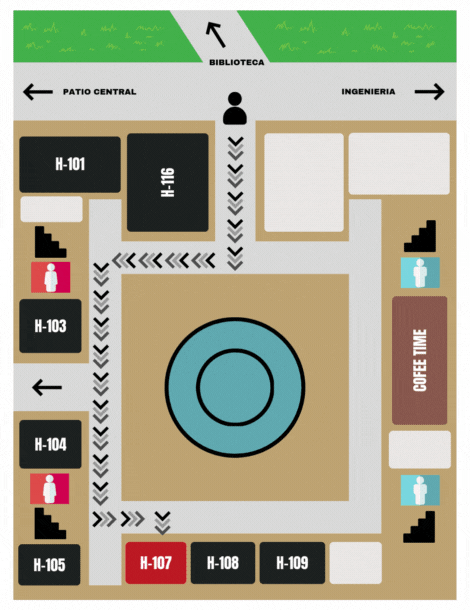 BIBLIOTECA
PATIO CENTRAL
INGENIERIA
H-101
H-116
H-103
COFEE TIME
H-104
H-105
H-107
H-108
H-109